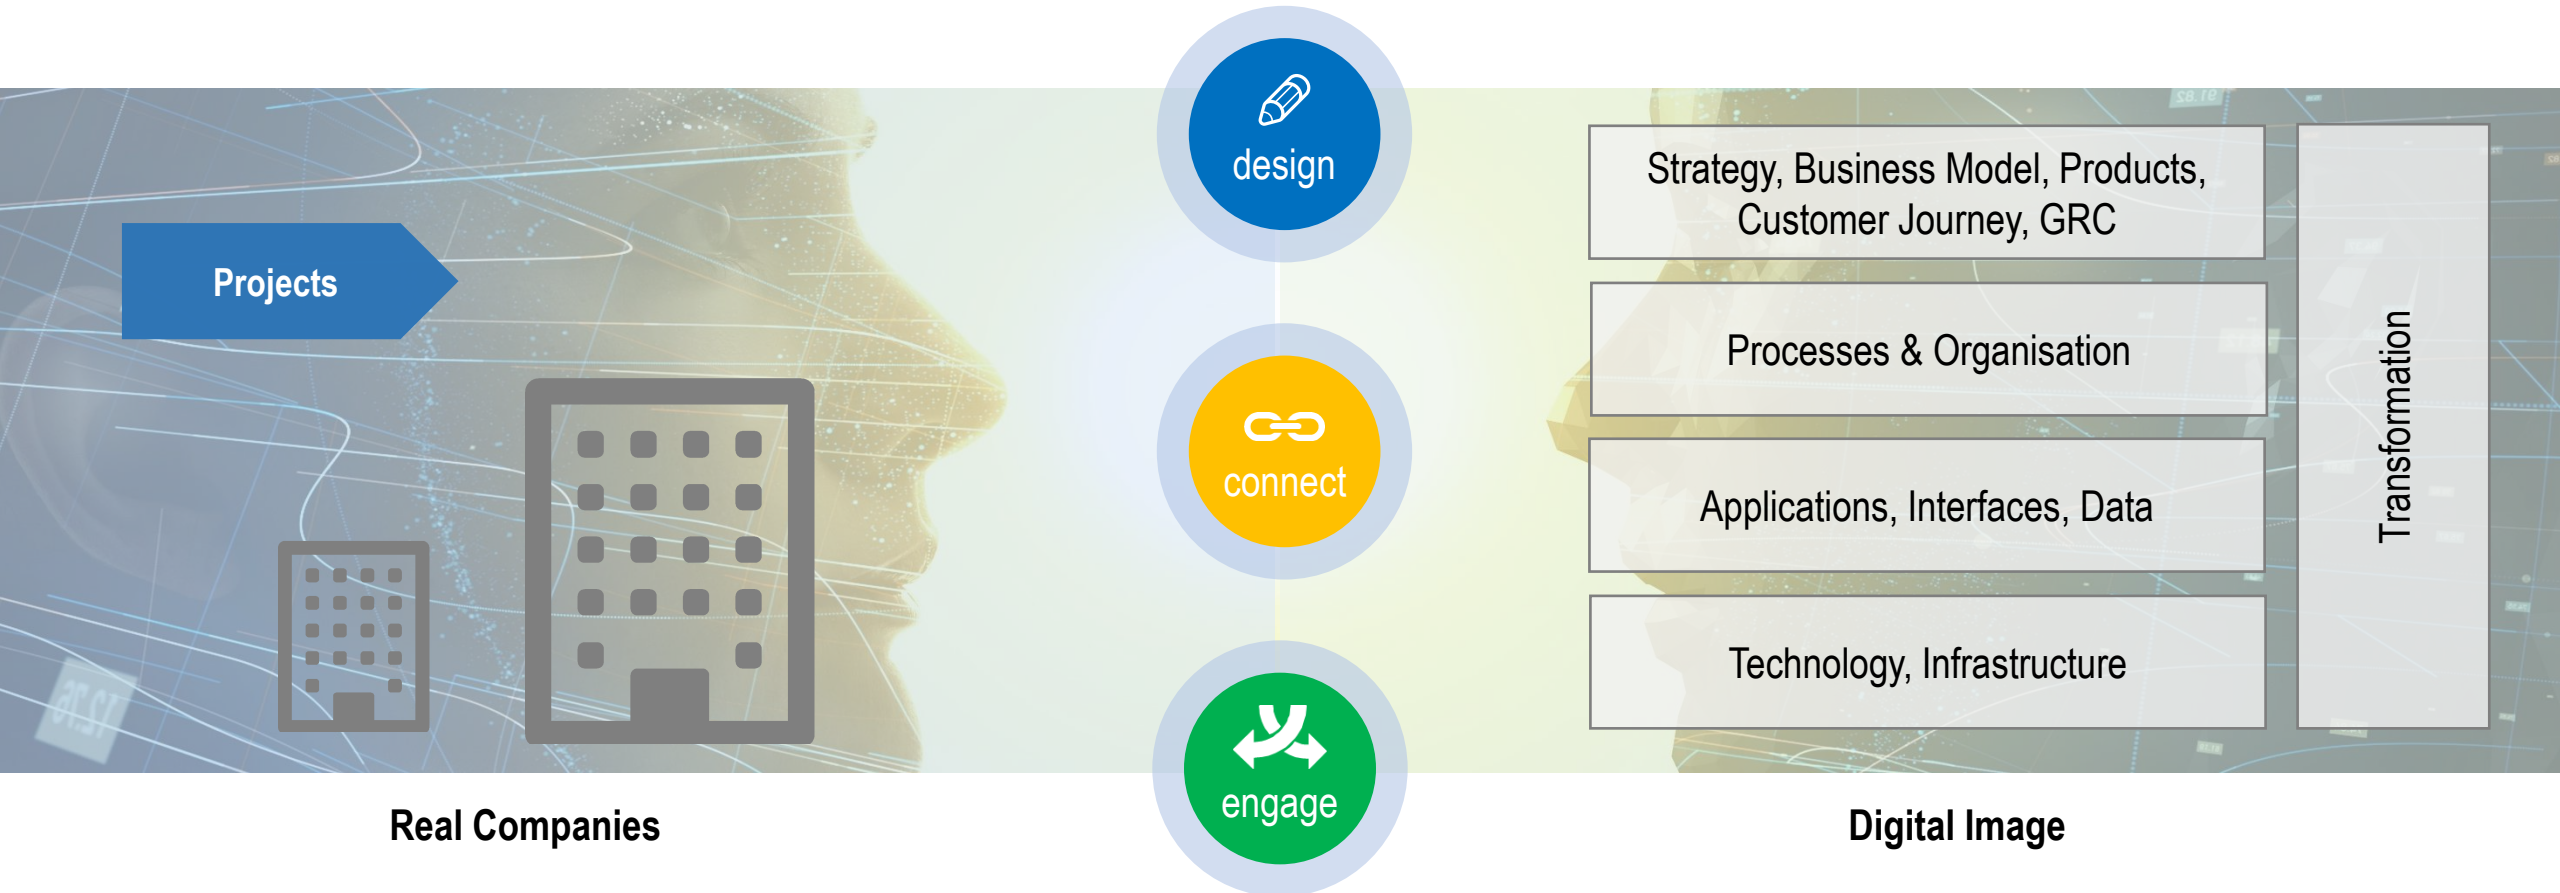 design
Strategy, Business Model, Products,
Customer Journey, GRC
Projects
Processes & Organisation
Transformation
connect
Applications, Interfaces, Data
Technology, Infrastructure
engage
Real Companies
Digital Image